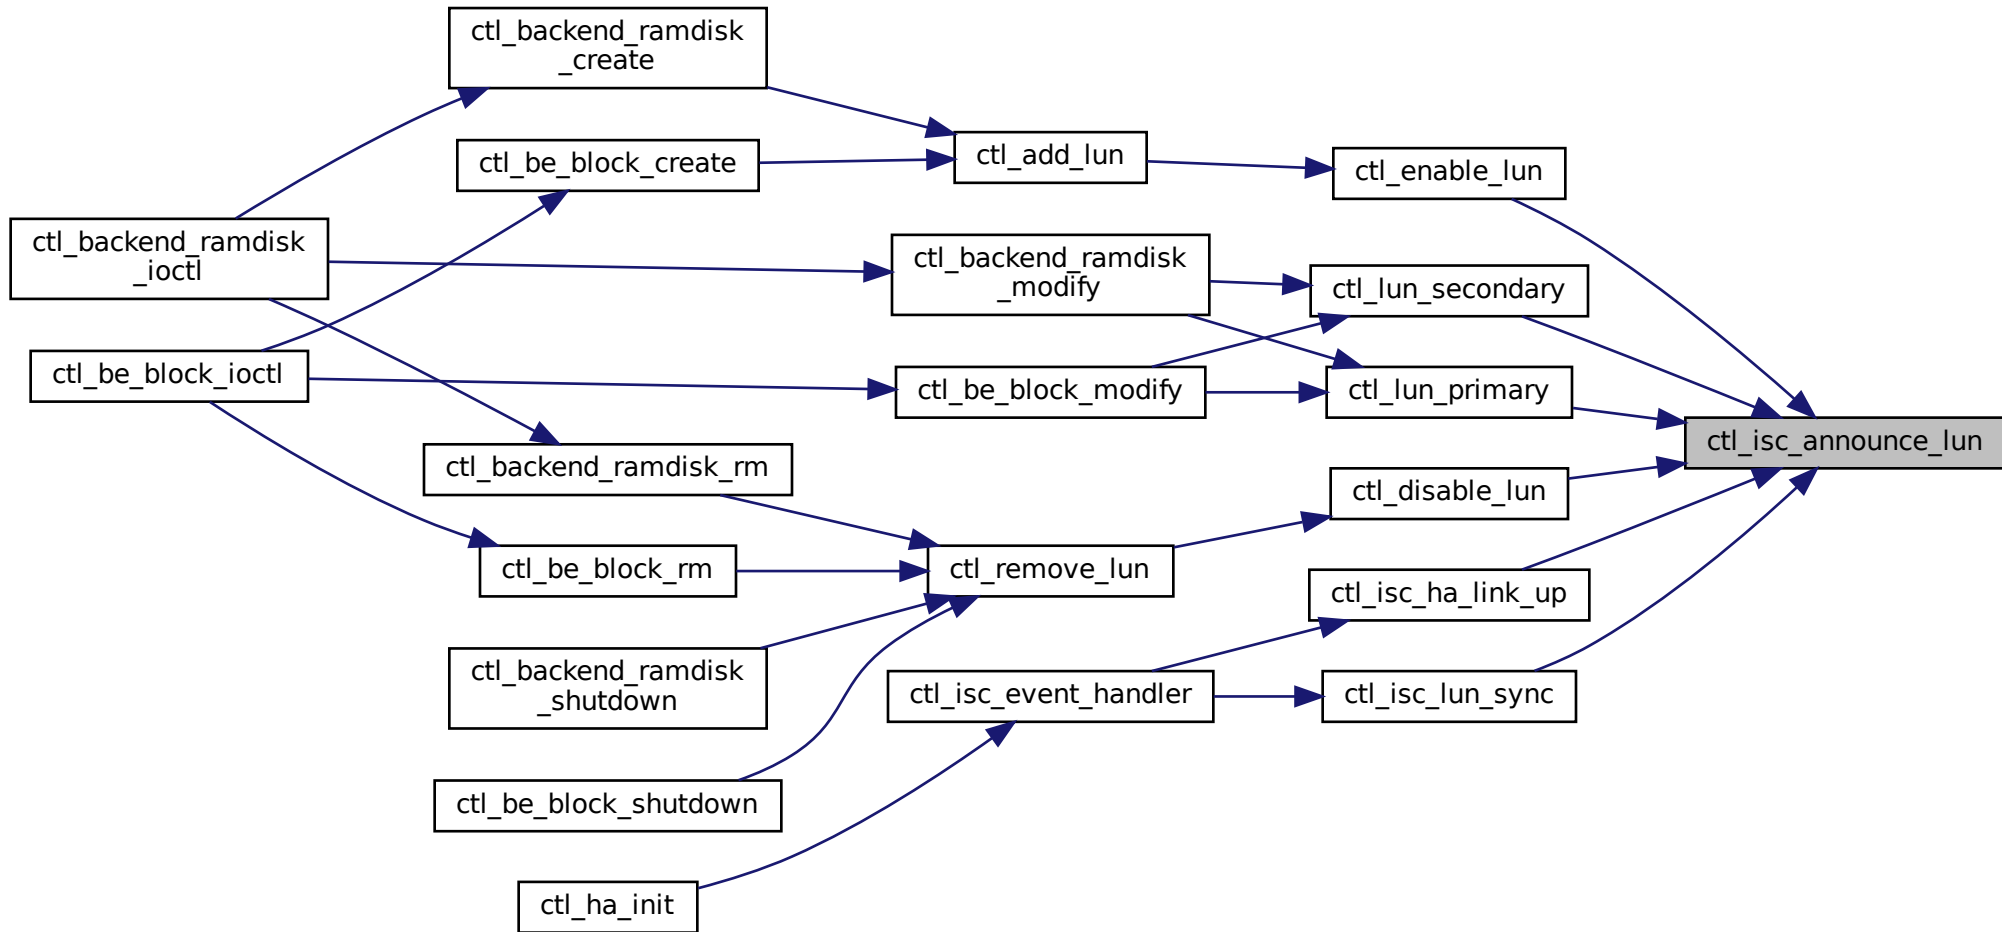 ctl_backend_ramdisk
_create
ctl_add_lun
ctl_be_block_create
ctl_enable_lun
ctl_backend_ramdisk
_ioctl
ctl_backend_ramdisk
_modify
ctl_lun_secondary
ctl_be_block_ioctl
ctl_be_block_modify
ctl_lun_primary
ctl_isc_announce_lun
ctl_backend_ramdisk_rm
ctl_disable_lun
ctl_be_block_rm
ctl_remove_lun
ctl_isc_ha_link_up
ctl_backend_ramdisk
_shutdown
ctl_isc_event_handler
ctl_isc_lun_sync
ctl_be_block_shutdown
ctl_ha_init